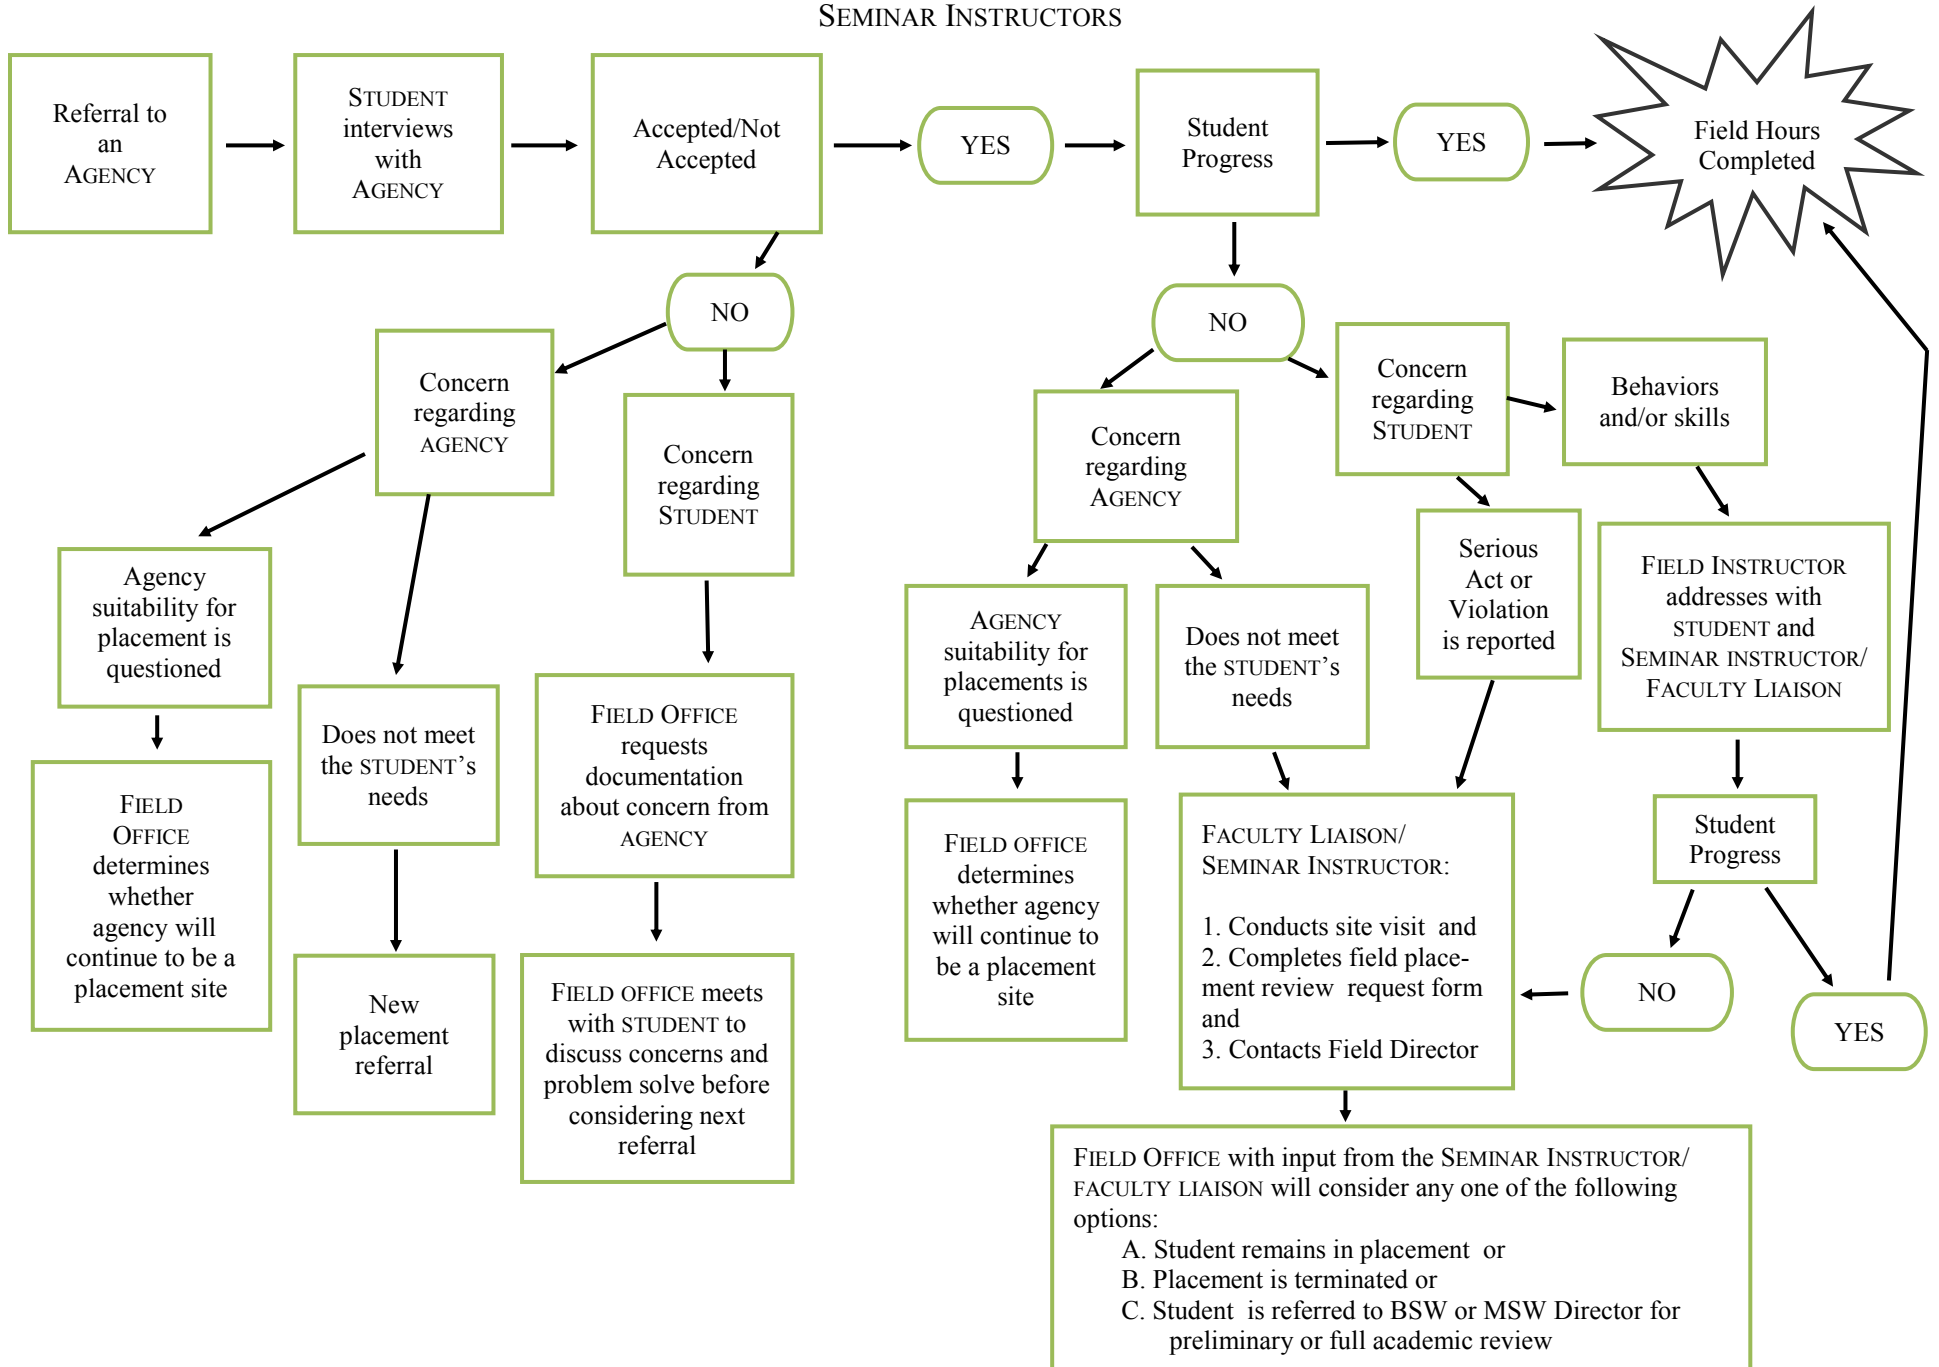 SEMINAR INSTRUCTORS
Referral to
an
AGENCY
STUDENT
interviews
with
AGENCY
Accepted/Not
Accepted
YES
Student
Progress
YES
Field Hours
Completed
NO
Concern
regarding
AGENCY
Concern
regarding
STUDENT
Agency
suitability for
placement is
questioned
FIELD
OFFICE
determines
whether
agency will
continue to be a
placement site
Does not meet
the STUDENT’s
needs
New
placement
referral
FIELD OFFICE
requests
documentation
about concern from
AGENCY
FIELD OFFICE meets
with STUDENT to
discuss concerns and
problem solve before
considering next
referral
NO
Concern
regarding
AGENCY
Concern
regarding
STUDENT
Behaviors
and/or skills
AGENCY
suitability for
placements is
questioned
FIELD OFFICE
determines
whether agency
will continue to
be a placement
site
Does not meet
the STUDENT’s
needs
Serious
Act or
Violation
is reported
FIELD INSTRUCTOR
addresses with
STUDENT and
SEMINAR INSTRUCTOR/
FACULTY LIAISON
Student
Progress
NO
YES
FACULTY LIAISON/
SEMINAR INSTRUCTOR:
1. Conducts site visit and
2. Completes field place-
ment review request form
and
3. Contacts Field Director
FIELD OFFICE with input from the SEMINAR INSTRUCTOR/
FACULTY LIAISON will consider any one of the following
options:
A. Student remains in placement or
B. Placement is terminated or
C. Student is referred to BSW or MSW Director for
preliminary or full academic review